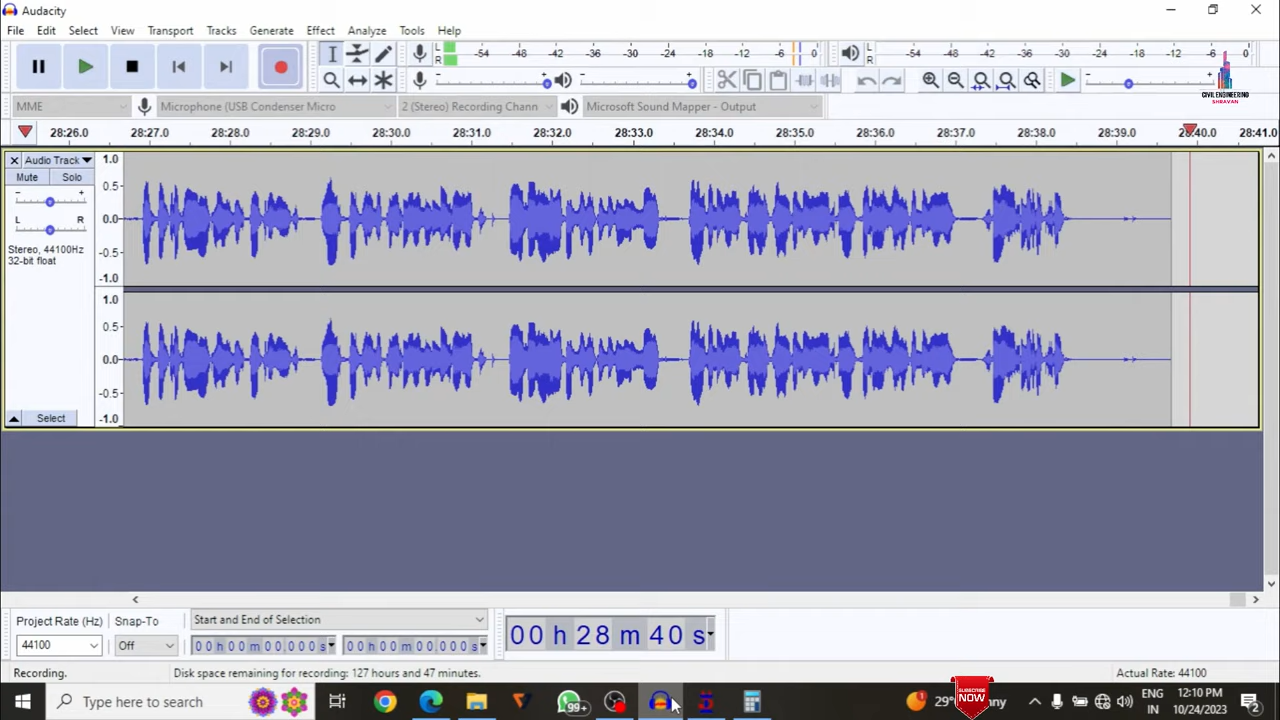 Audacity
File Edit Select View Transport Tracks Generate Effect Analyze Tools Help
L R -54 -48 -42 -36 -30 -24 -18 -12 -6 0
L R -54 -48 -42 -36 -30 -24 -18 -12 -6 0
CIVIL ENGINEERING
SHRAVAN
MME Microphone (USB Condenser Micro 2 (Stereo) Recording Chann Microsoft Sound Mapper - Output
28:26.0 28:27.0 28:28.0 28:29.0 28:30.0 28:31.0 28:32.0 28:33.0 28:34.0 28:35.0 28:36.0 28:37.0 28:38.0 28:39.0 28:40.0 28:41.0
Audio Track
Mute Solo
- +
L R
Stereo, 44100Hz
32-bit float
Select
1.0
0.5
0.0
-0.5
-1.0
1.0
0.5
0.0
-0.5
-1.0
Project Rate (Hz) Snap-To Start and End of Selection
44100 Off 00 h 00 m 00.000 s 00 h 00 m 00.000 s
00 h 28 m 40 s
Recording. Disk space remaining for recording: 127 hours and 47 minutes. Actual Rate: 44100
Type here to search
99+
SUBSCRIBE
NOW
ENG
IN
12:10 PM
10/24/2023
2